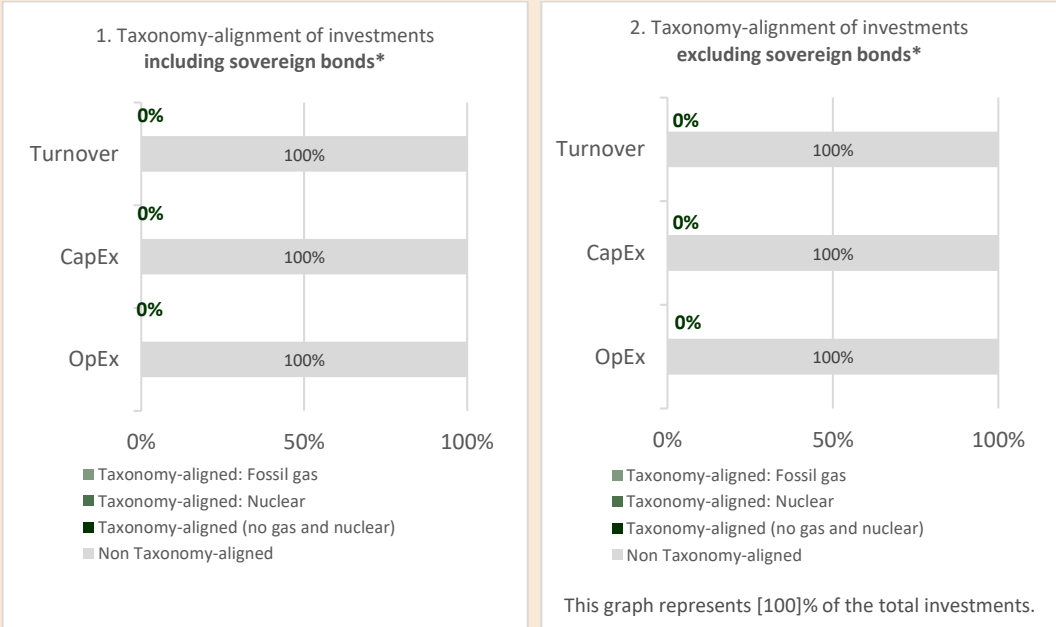 1. Taxonomy-alignment of investments
including sovereign bonds*
0%
Turnover
100%
0%
CapEx
100%
0%
OpEx
100%
0%
50%
100%
Taxonomy-aligned: Fossil gas
Taxonomy-aligned: Nuclear
Taxonomy-aligned (no gas and nuclear)
Non Taxonomy-aligned
2. Taxonomy-alignment of investments
excluding sovereign bonds*
0%
Turnover
100%
0%
CapEx
100%
0%
OpEx
100%
0%
50%
100%
Taxonomy-aligned: Fossil gas
Taxonomy-aligned: Nuclear
Taxonomy-aligned (no gas and nuclear)
Non Taxonomy-aligned
This graph represents [100]% of the total investments.